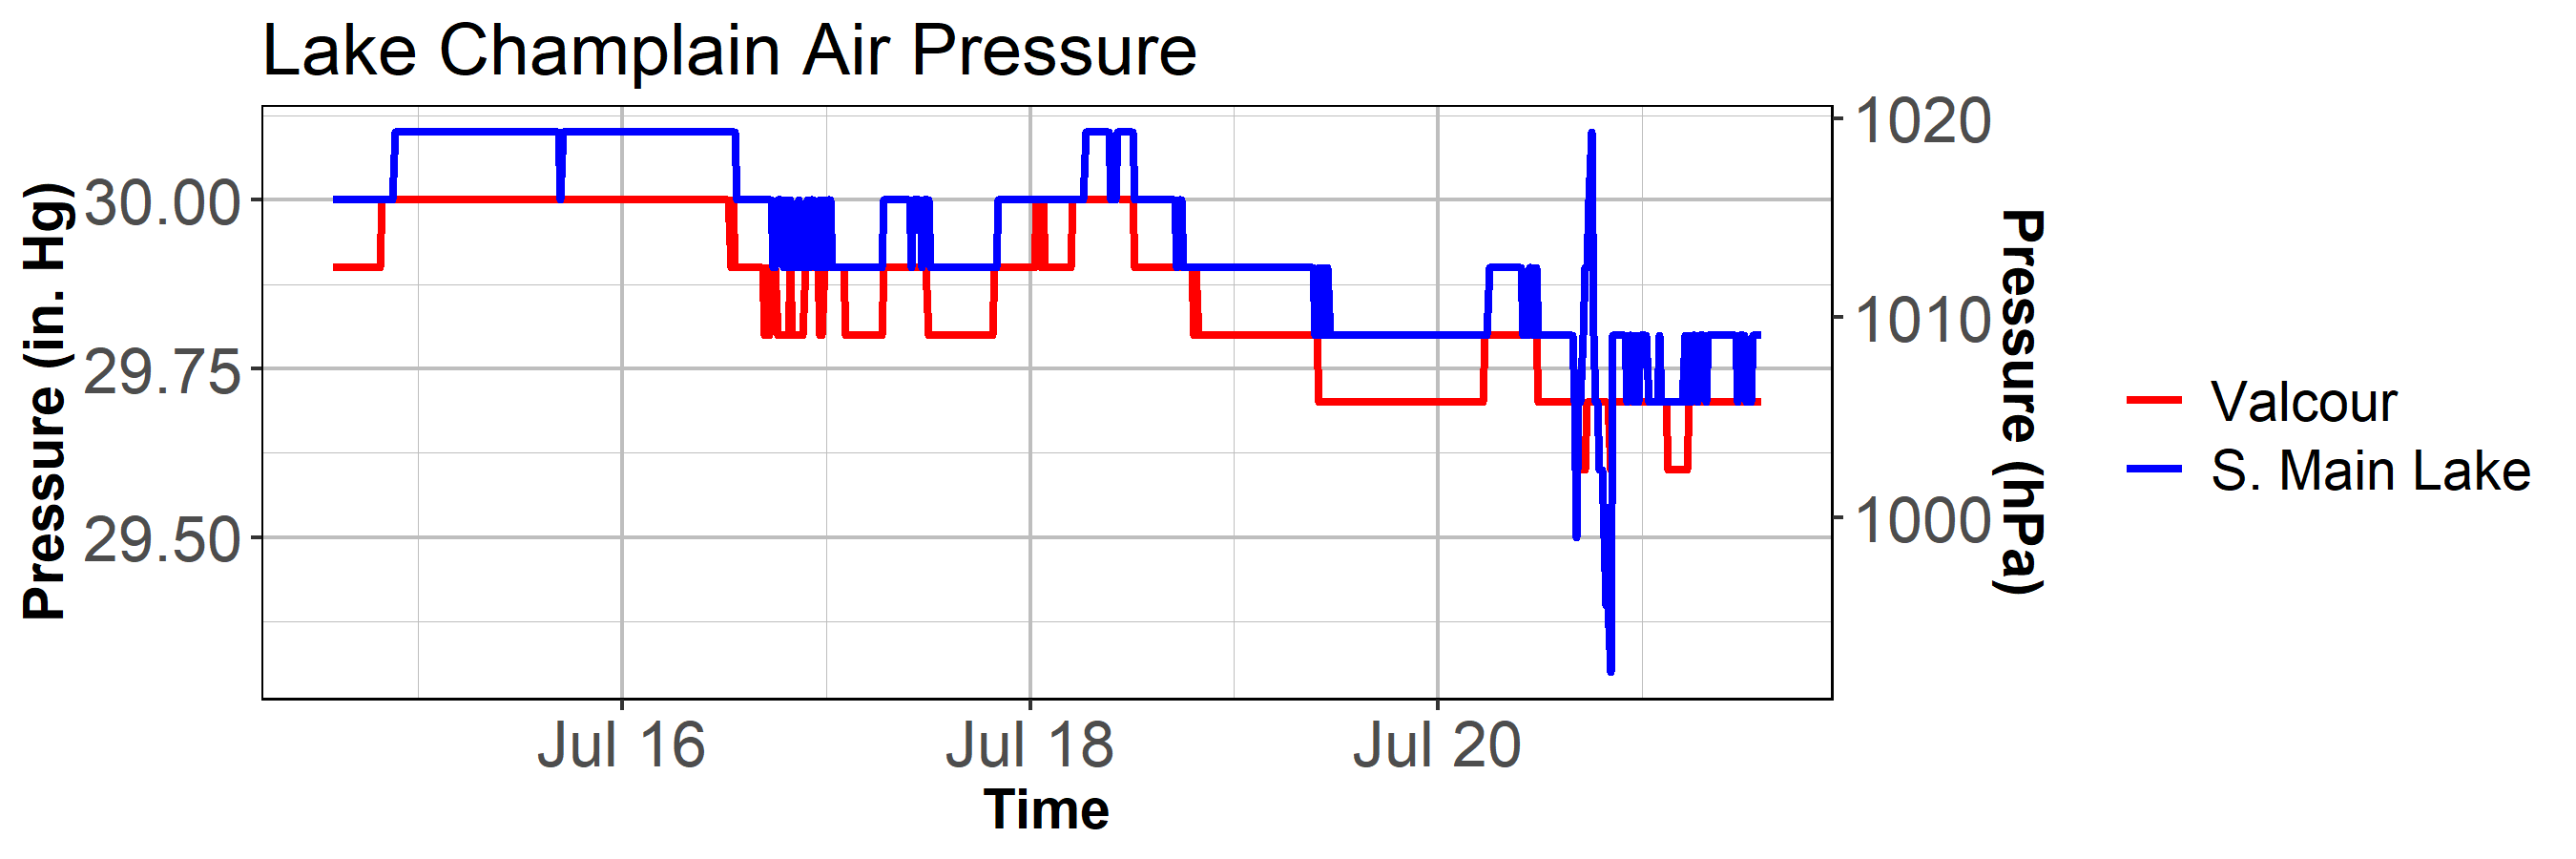 Lake Champlain Air Pressure
Pressure (in. Hg)
30.00
29.75
29.50
1020
1010
1000
Pressure (hPa)
Jul 16
Jul 18
Jul 20
Time
Valcour
S. Main Lake